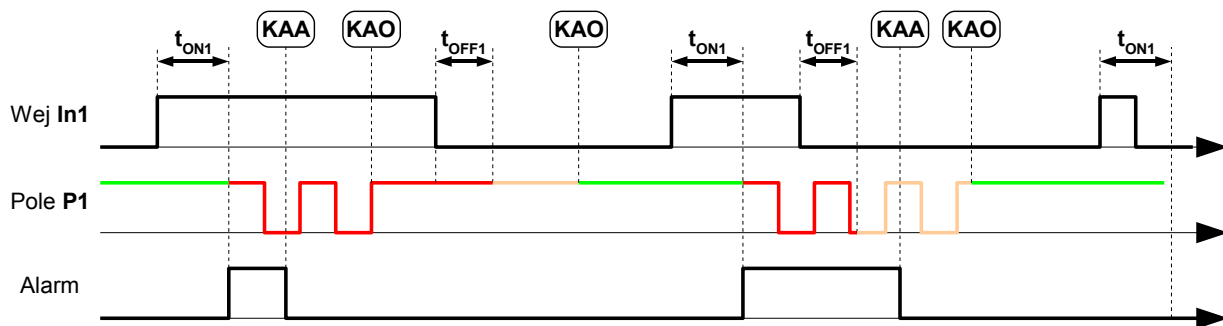 KAA KAO KAO KAA KAO
tON1 tOFF1 tON1 tOFF1 tON1
Wej In1
Pole P1
Alarm